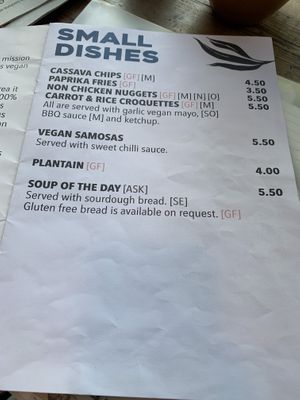 mission
s vegan
SMALL
DISHES
CASSAVA CHIPS [GF] [M] 4.50
PAPRIKA FRIES [GF] 3.50
NON CHICKEN NUGGETS [GF] [M] [N] [O] 5.50
CARROT & RICE CROQUETTES [GF] [M] 5.50
All are served with garlic vegan mayo, [SO]
BBQ sauce [M] and ketchup.
VEGAN SAMOSAS 5.50
Served with sweet chilli sauce.
PLANTAIN [GF] 4.00
SOUP OF THE DAY [ASK] 5.50
Served with sourdough bread. [SE]
Gluten free bread is available on request. [GF]